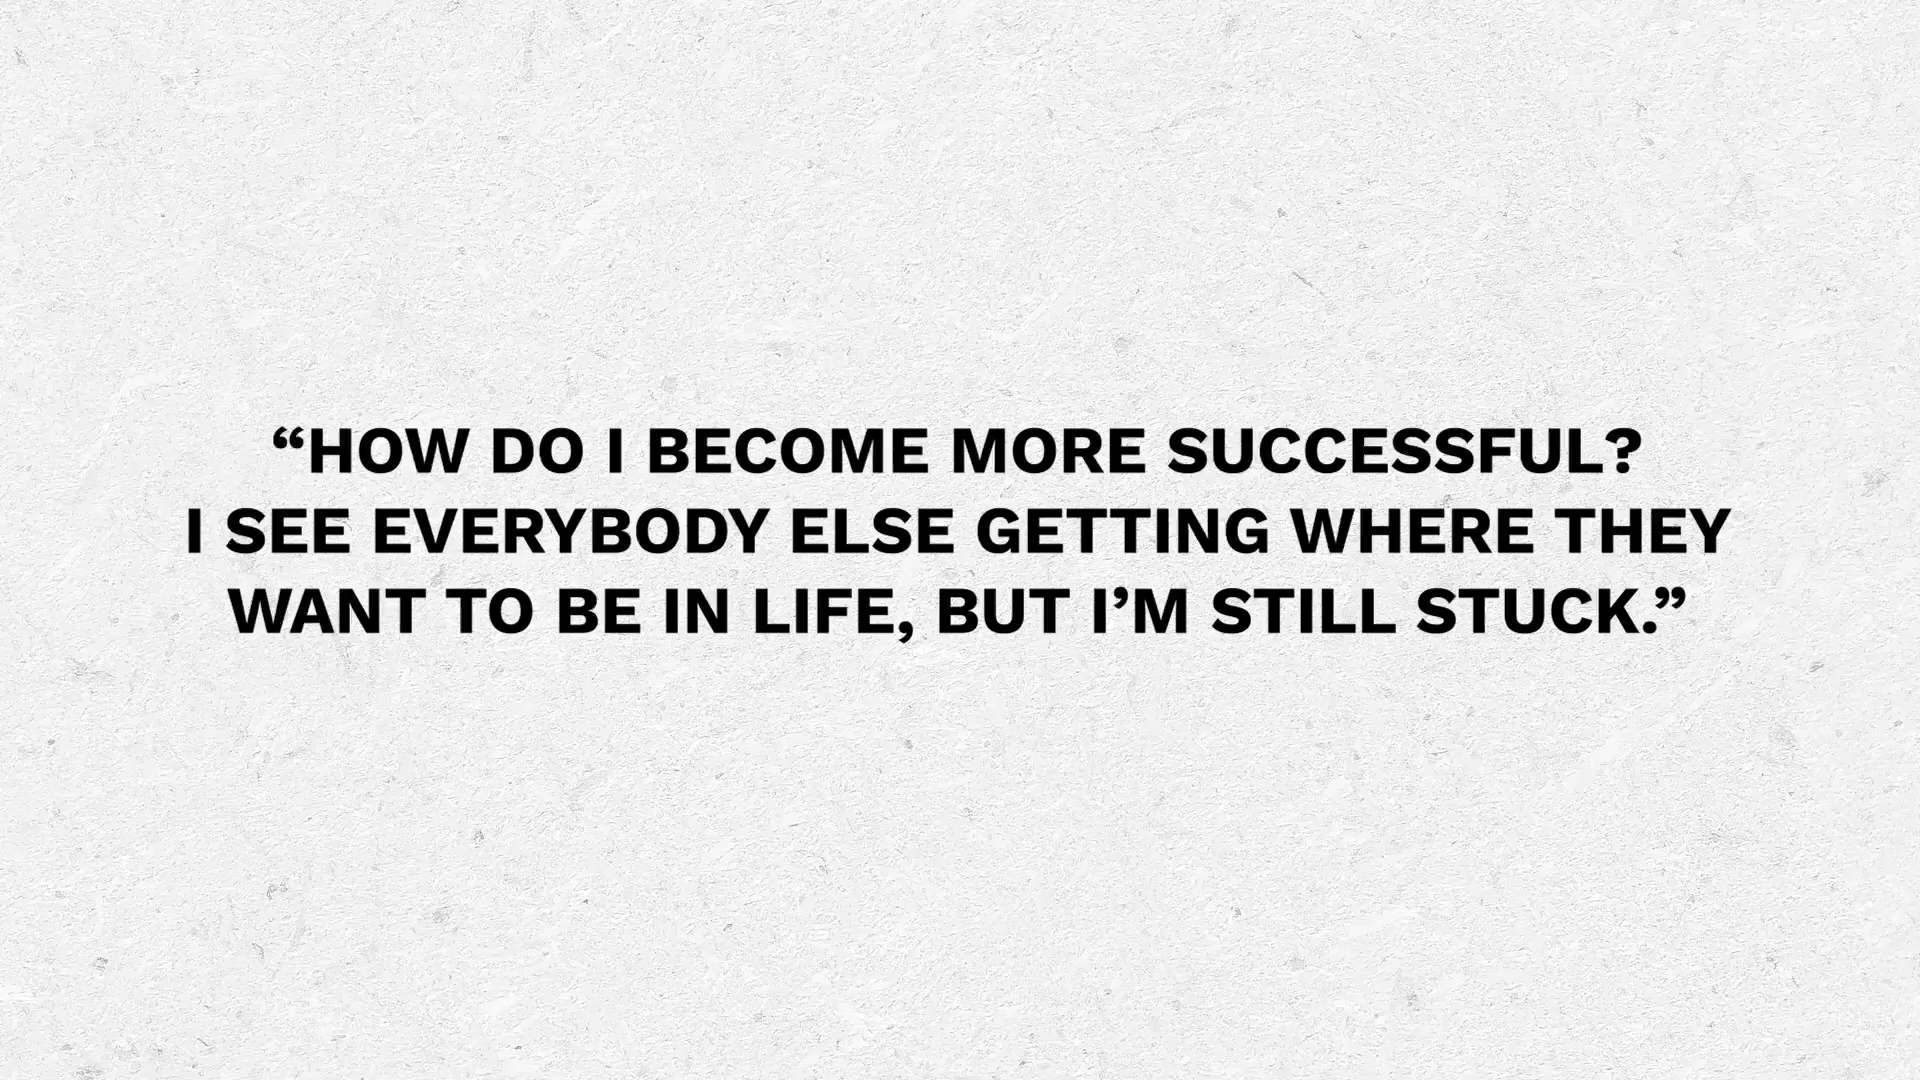 “HOW DO I BECOME MORE SUCCESSFUL?
I SEE EVERYBODY ELSE GETTING WHERE THEY
WANT TO BE IN LIFE, BUT I’M STILL STUCK.”